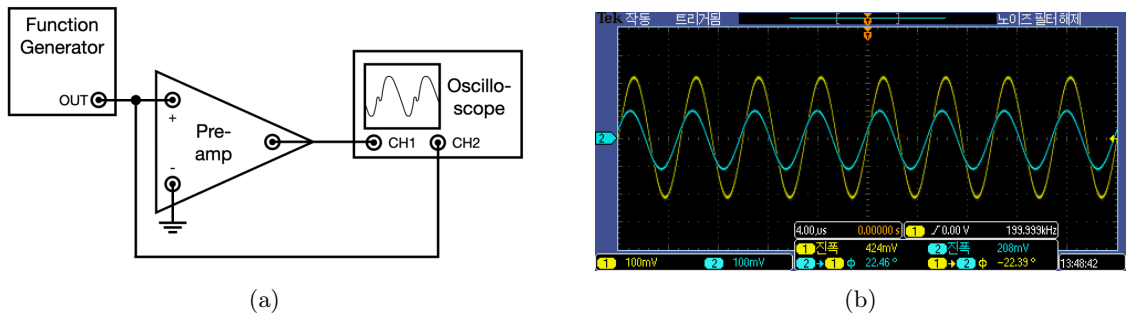 Function
Generator
OUT
+
Pre-
amp
-
Oscillo-
scope
CH1
CH2
(a)
Tek 작동 트리거됨 노이즈 필터 해제
2
4.00µs 0.00000 s 1 0.00 V 199.999kHz
1 진폭 424mV 2 진폭 208mV
1 100mV 2 100mV 2→1 Φ 22.46 ° 1→2 Φ −22.39 ° 13:48:42
(b)